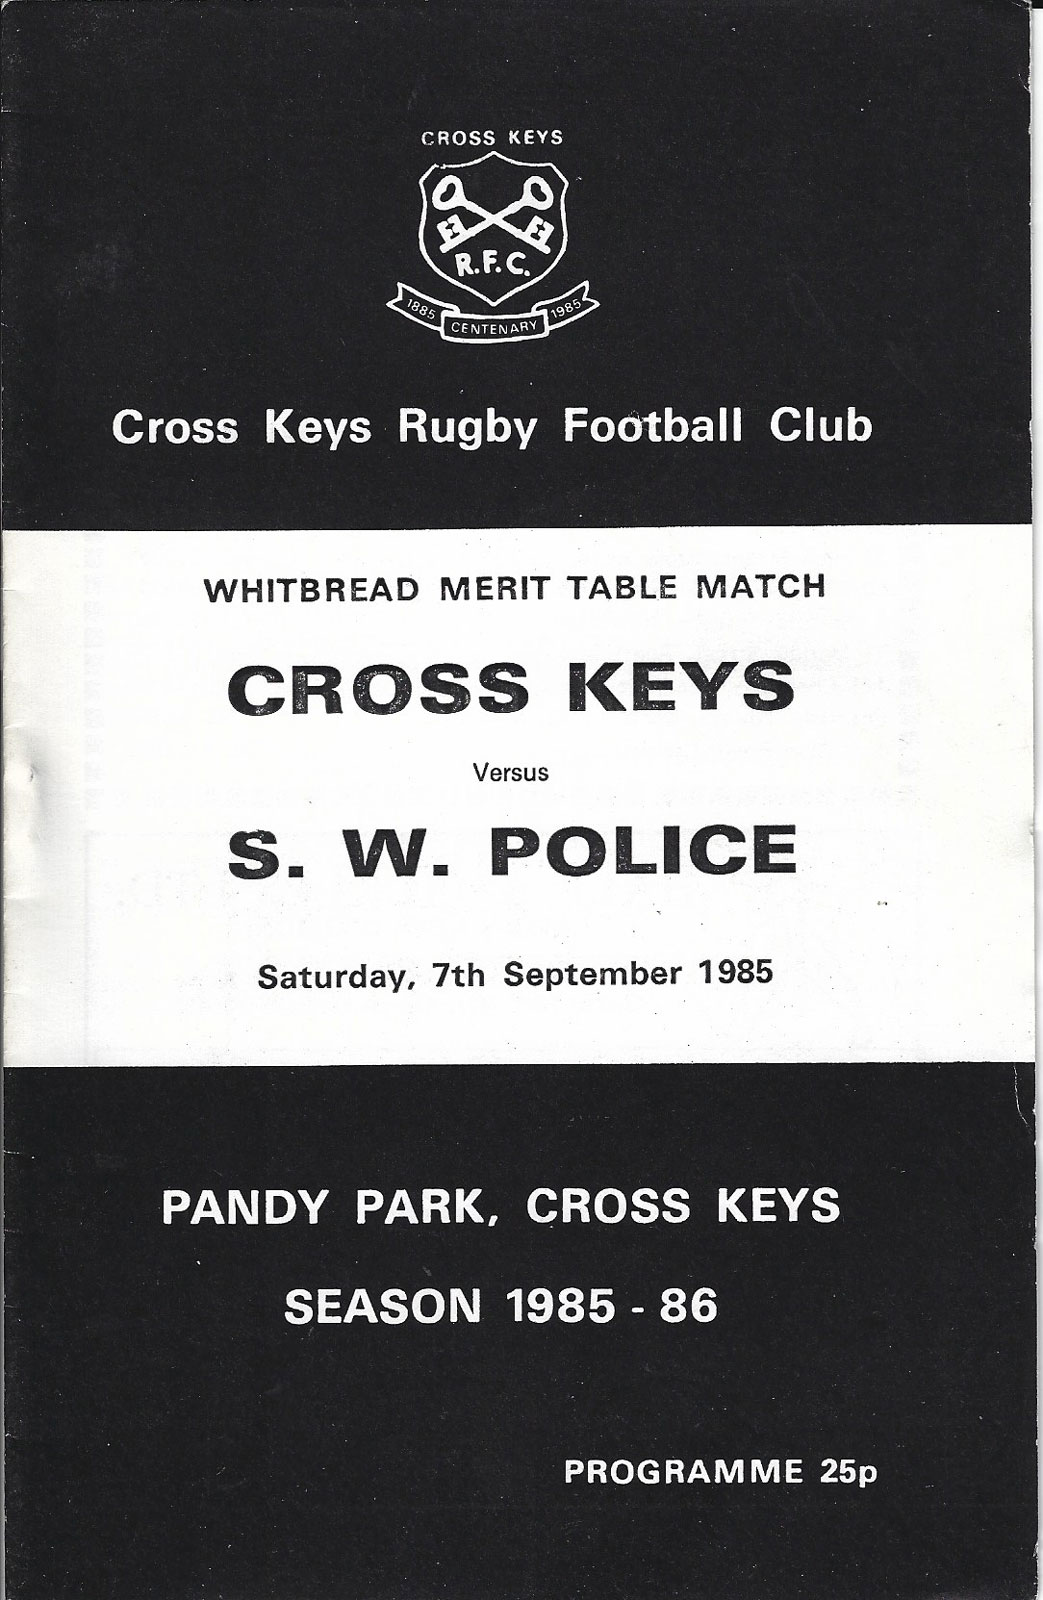 CROSS KEYS
R.F.C.
1885 CENTENARY 1985
Cross Keys Rugby Football Club
WHITBREAD MERIT TABLE MATCH
CROSS KEYS
Versus
S. W. POLICE
Saturday, 7th September 1985
PANDY PARK, CROSS KEYS
SEASON 1985 - 86
PROGRAMME 25p